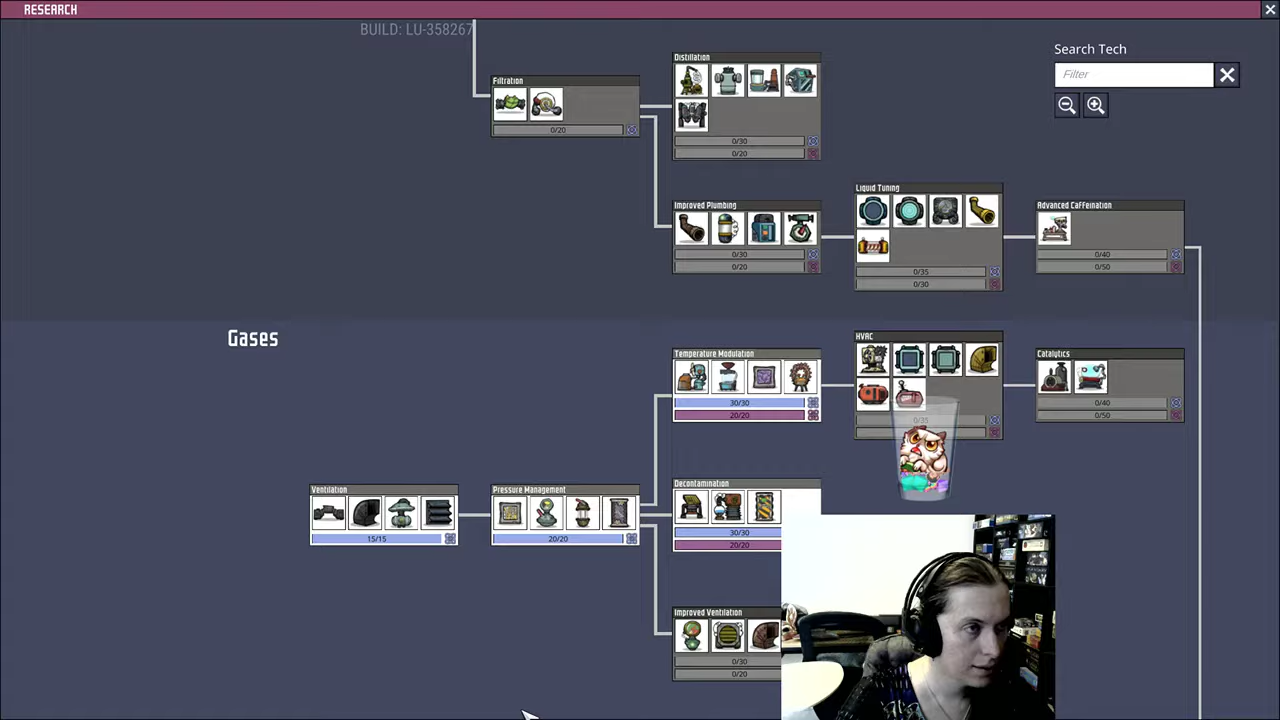 RESEARCH
BUILD: LU-358267
Search Tech
Filter
Filtration
0/20
Distillation
0/30
0/20
Improved Plumbing
0/30
0/20
Liquid Tuning
0/35
0/30
Advanced Caffeination
0/40
0/50
Gases
Temperature Modulation
30/30
20/20
HVAC
0/35
Catalytics
0/40
0/50
Ventilation
15/15
Pressure Management
20/20
Decontamination
30/30
20/20
Improved Ventilation
0/30
0/20